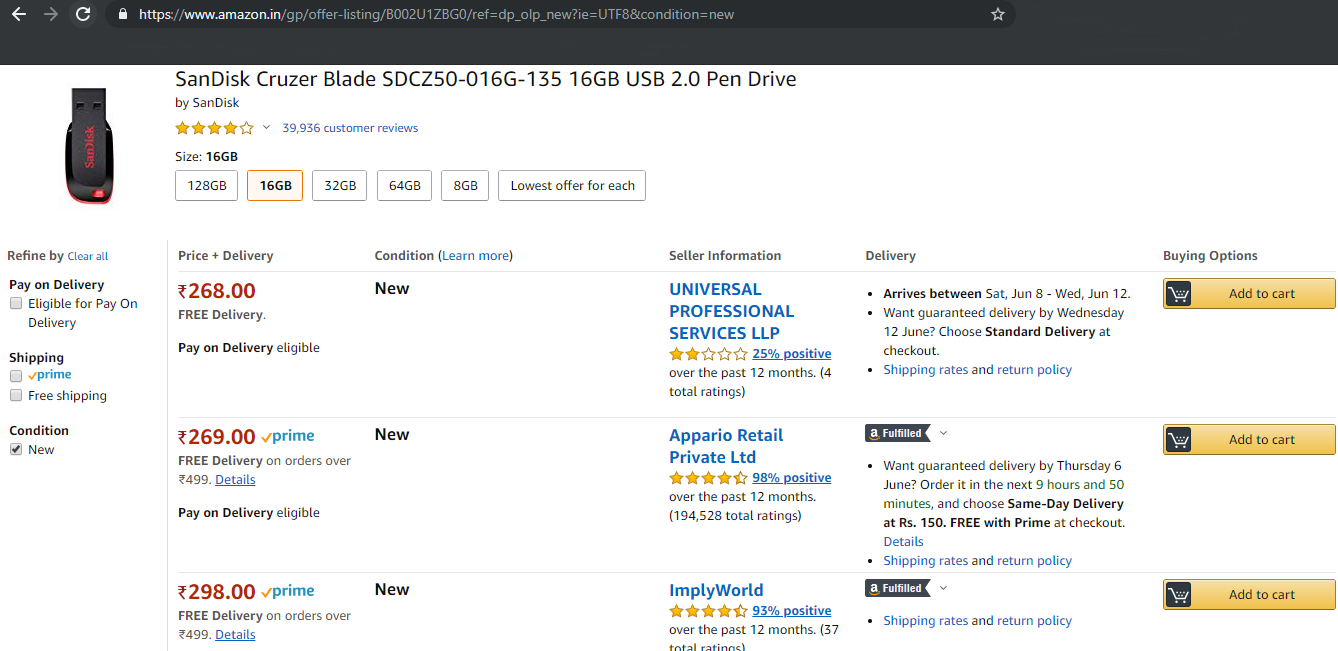 https://www.amazon.in/gp/offer-listing/B002U1ZBG0/ref=dp_olp_new?ie=UTF8&condition=new
SanDisk Cruzer Blade SDCZ50-016G-135 16GB USB 2.0 Pen Drive
by SanDisk
39,936 customer reviews
SanDisk
Size: 16GB
128GB 16GB 32GB 64GB 8GB Lowest offer for each
Refine by Clear all
Pay on Delivery
Eligible for Pay On
Delivery
Shipping
prime
Free shipping
Condition
New
Price + Delivery Condition (Learn more) Seller Information Delivery Buying Options
₹268.00
FREE Delivery.
Pay on Delivery eligible
New
UNIVERSAL
PROFESSIONAL
SERVICES LLP
25% positive
over the past 12 months. (4
total ratings)
• Arrives between Sat, Jun 8 - Wed, Jun 12.
• Want guaranteed delivery by Wednesday
12 June? Choose Standard Delivery at
checkout.
• Shipping rates and return policy
Add to cart
₹269.00 prime
FREE Delivery on orders over
₹499. Details
Pay on Delivery eligible
New
Appario Retail
Private Ltd
98% positive
over the past 12 months.
(194,528 total ratings)
a Fulfilled
• Want guaranteed delivery by Thursday 6
June? Order it in the next 9 hours and 50
minutes, and choose Same-Day Delivery
at Rs. 150. FREE with Prime at checkout.
Details
• Shipping rates and return policy
Add to cart
₹298.00 prime
FREE Delivery on orders over
₹499. Details
New
ImplyWorld
93% positive
over the past 12 months. (37
total ratings)
a Fulfilled
• Shipping rates and return policy
Add to cart